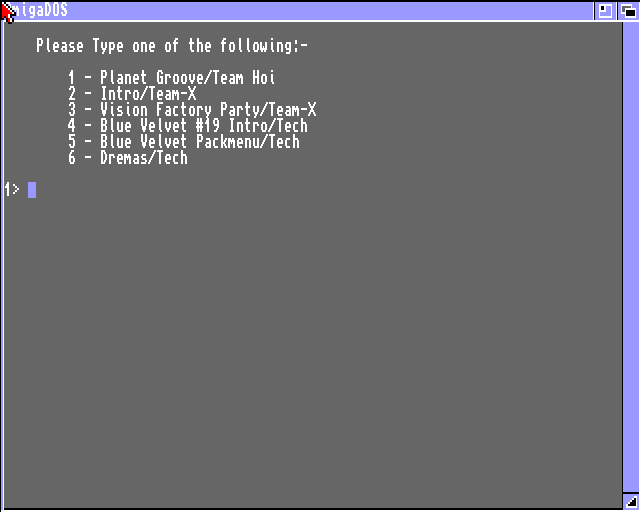 migaDOS
Please Type one of the following:-
1 - Planet Groove/Team Hoi
2 - Intro/Team-X
3 - Vision Factory Party/Team-X
4 - Blue Velvet #19 Intro/Tech
5 - Blue Velvet Packmenu/Tech
6 - Dremas/Tech
1>